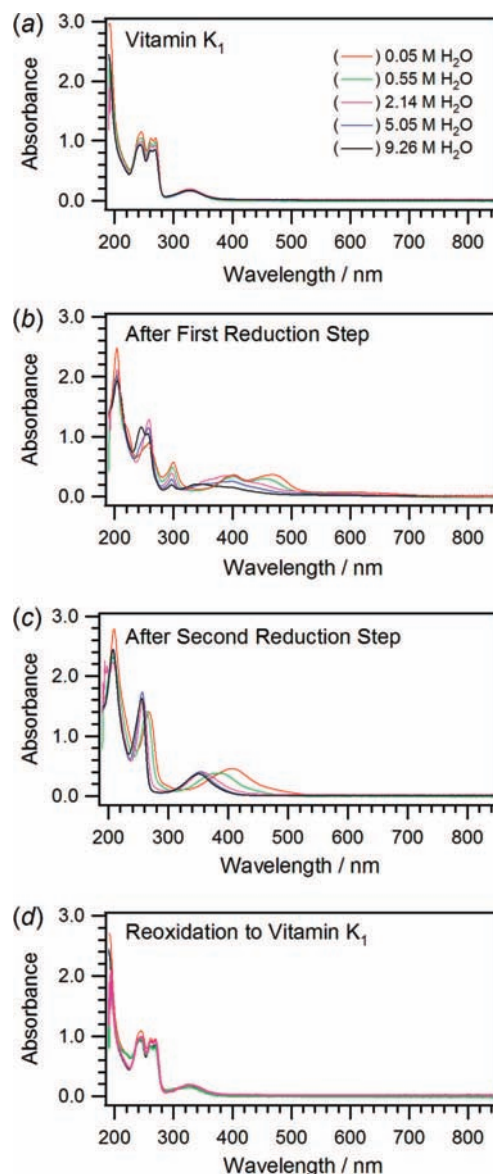 (a)
Vitamin K₁
(—) 0.05 M H₂O
(—) 0.55 M H₂O
(—) 2.14 M H₂O
(—) 5.05 M H₂O
(—) 9.26 M H₂O
Absorbance
3.0
2.0
1.0
0.0
200 300 400 500 600 700 800
Wavelength / nm
(b)
After First Reduction Step
Absorbance
3.0
2.0
1.0
0.0
200 300 400 500 600 700 800
Wavelength / nm
(c)
After Second Reduction Step
Absorbance
3.0
2.0
1.0
0.0
200 300 400 500 600 700 800
Wavelength / nm
(d)
Reoxidation to Vitamin K₁
Absorbance
3.0
2.0
1.0
0.0
200 300 400 500 600 700 800
Wavelength / nm